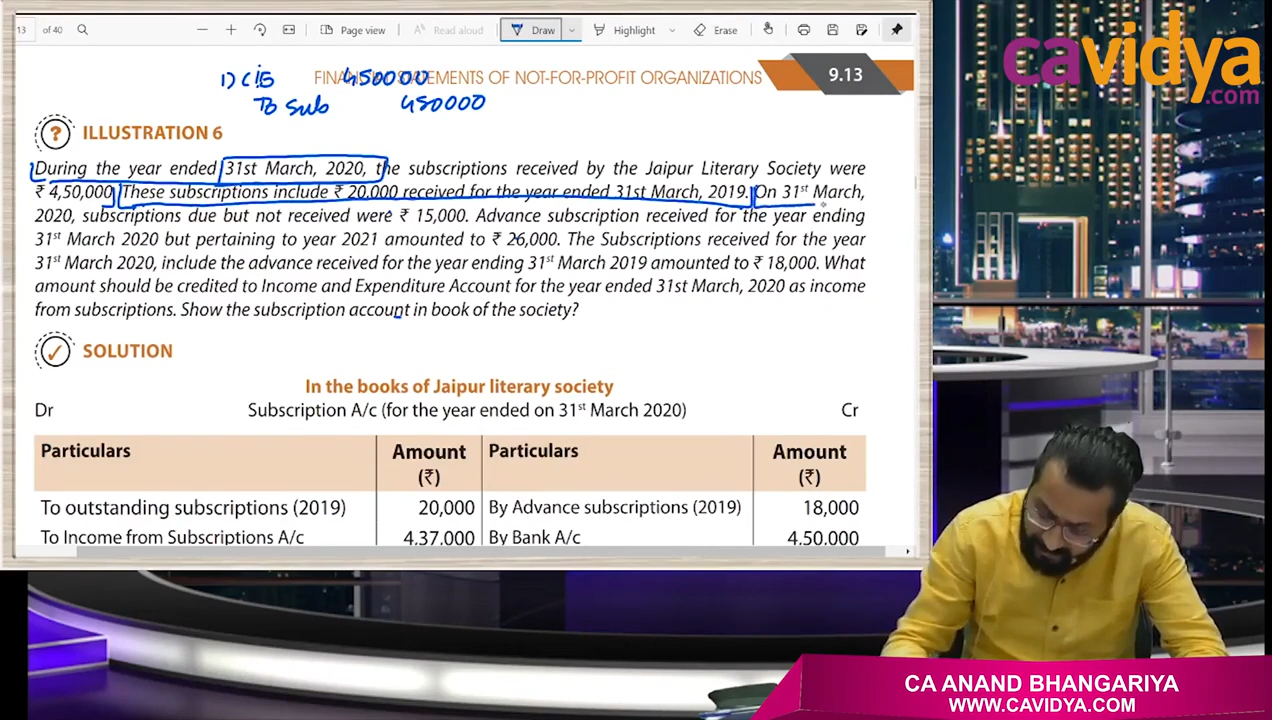 13 of 40 Page view Read aloud Draw Highlight Erase
cavidya.com
1) C/B 450000
FINANCIAL STATEMENTS OF NOT-FOR-PROFIT ORGANIZATIONS 9.13
To Sub 450000
? ILLUSTRATION 6
During the year ended 31st March, 2020, the subscriptions received by the Jaipur Literary Society were
₹ 4,50,000. These subscriptions include ₹ 20,000 received for the year ended 31st March, 2019. On 31st March,
2020, subscriptions due but not received were ₹ 15,000. Advance subscription received for the year ending
31st March 2020 but pertaining to year 2021 amounted to ₹ 26,000. The Subscriptions received for the year
31st March 2020, include the advance received for the year ending 31st March 2019 amounted to ₹ 18,000. What
amount should be credited to Income and Expenditure Account for the year ended 31st March, 2020 as income
from subscriptions. Show the subscription account in book of the society?
✓ SOLUTION
In the books of Jaipur literary society
Dr Subscription A/c (for the year ended on 31st March 2020) Cr
Particulars Amount (₹) Particulars Amount (₹)
To outstanding subscriptions (2019) 20,000 By Advance subscriptions (2019) 18,000
To Income from Subscriptions A/c 4,37,000 By Bank A/c 4,50,000
CA ANAND BHANGARIYA
WWW.CAVIDYA.COM